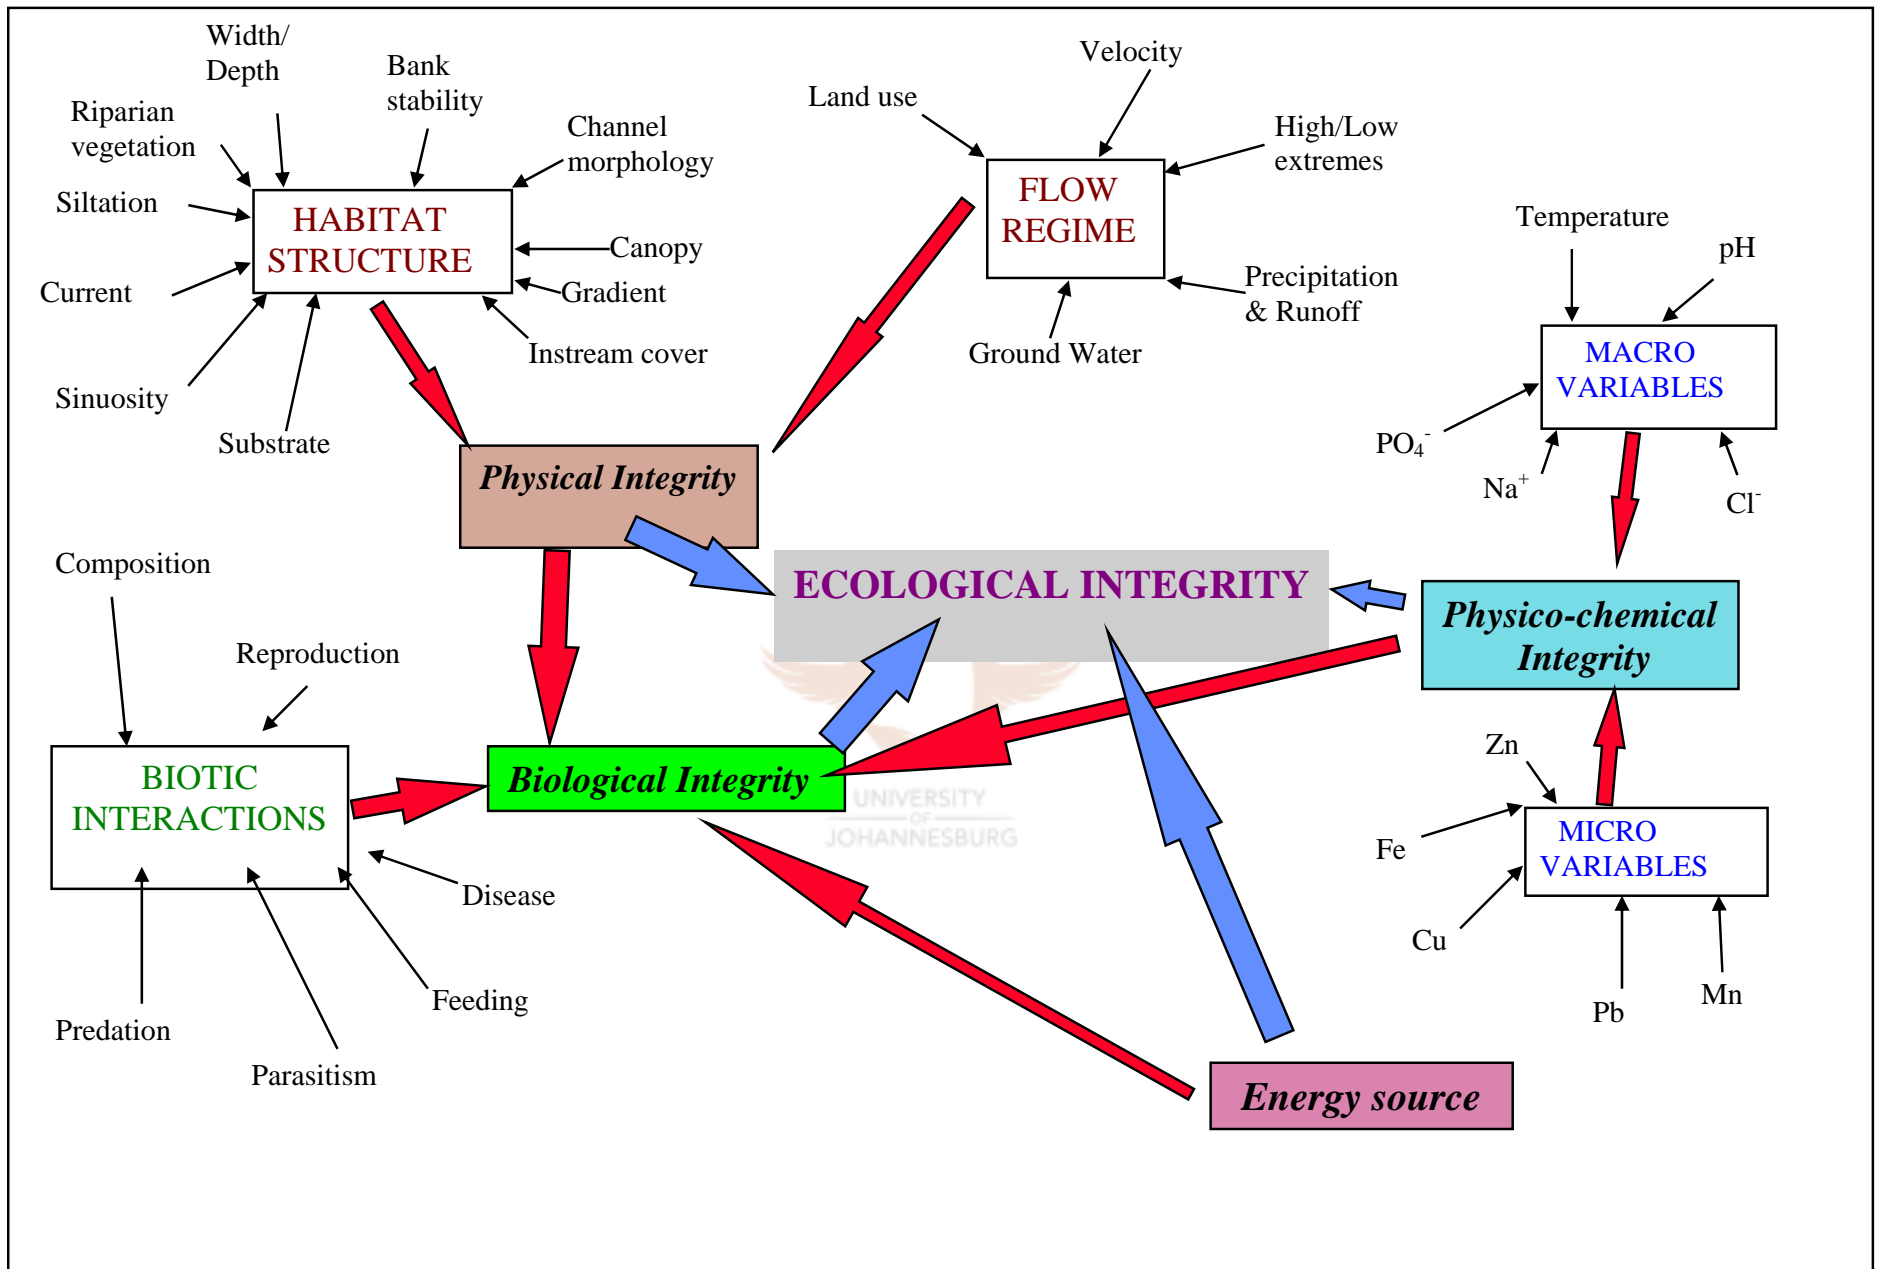 Width/
Depth
Bank
stability
Riparian
vegetation
Channel
morphology
Siltation
HABITAT
STRUCTURE
Canopy
Current
Gradient
Instream cover
Sinuosity
Substrate
Velocity
Land use
High/Low
extremes
FLOW
REGIME
Precipitation
& Runoff
Ground Water
Temperature
pH
MACRO
VARIABLES
PO₄⁻
Na⁺
Cl⁻
Physical Integrity
ECOLOGICAL INTEGRITY
Physico-chemical
Integrity
Composition
Reproduction
BIOTIC
INTERACTIONS
Biological Integrity
Disease
Feeding
Predation
Parasitism
UNIVERSITY
OF
JOHANNESBURG
Zn
Fe
MICRO
VARIABLES
Cu
Pb
Mn
Energy source